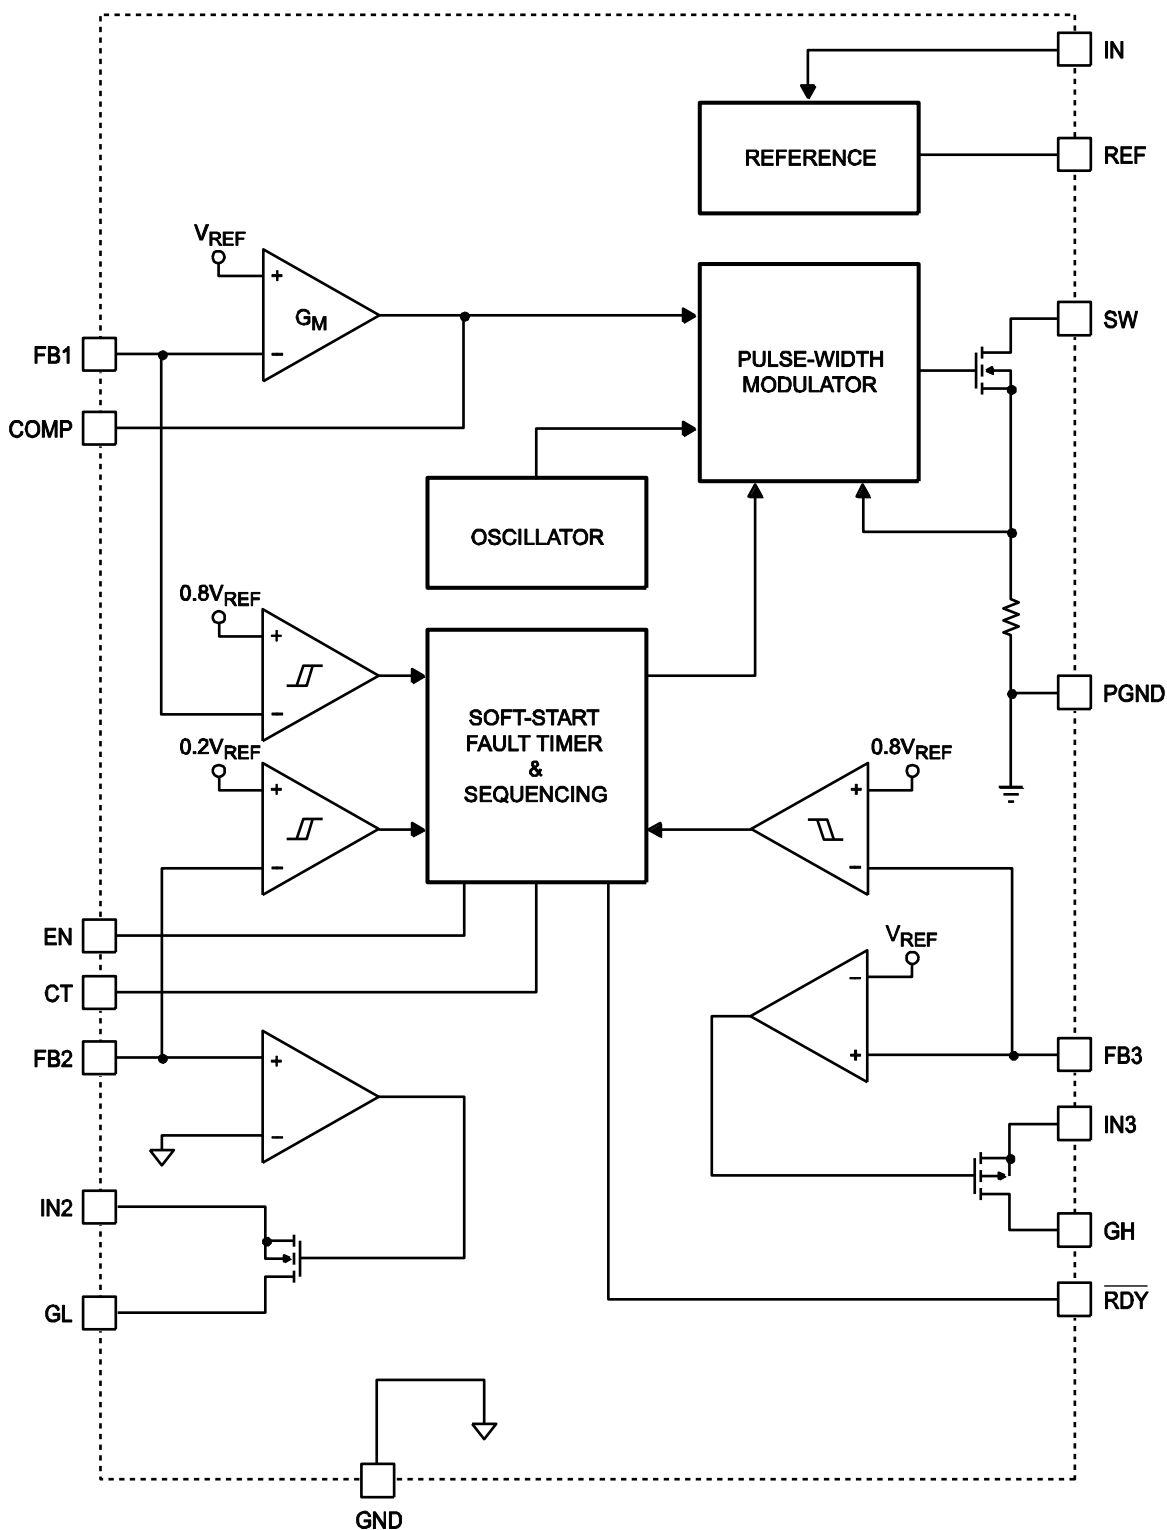 IN
REFERENCE
REF
VREF
+
GM
−
FB1
SW
PULSE-WIDTH
MODULATOR
COMP
OSCILLATOR
0.8VREF
+
−
SOFT-START
FAULT TIMER
&
SEQUENCING
PGND
0.2VREF
+
−
0.8VREF
+
−
EN
VREF
−
+
CT
FB2
+
−
FB3
IN3
IN2
GH
GL
RDY
GND